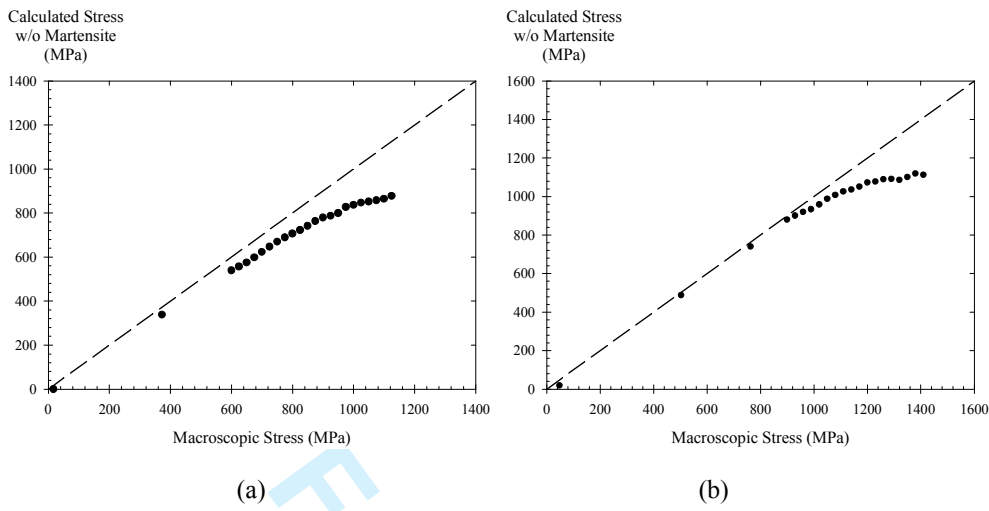 Calculated Stress
w/o Martensite
(MPa)
1400
1200
1000
800
600
400
200
0
0 200 400 600 800 1000 1200 1400
Macroscopic Stress (MPa)
(a)
Calculated Stress
w/o Martensite
(MPa)
1600
1400
1200
1000
800
600
400
200
0
0 200 400 600 800 1000 1200 1400 1600
Macroscopic Stress (MPa)
(b)
F